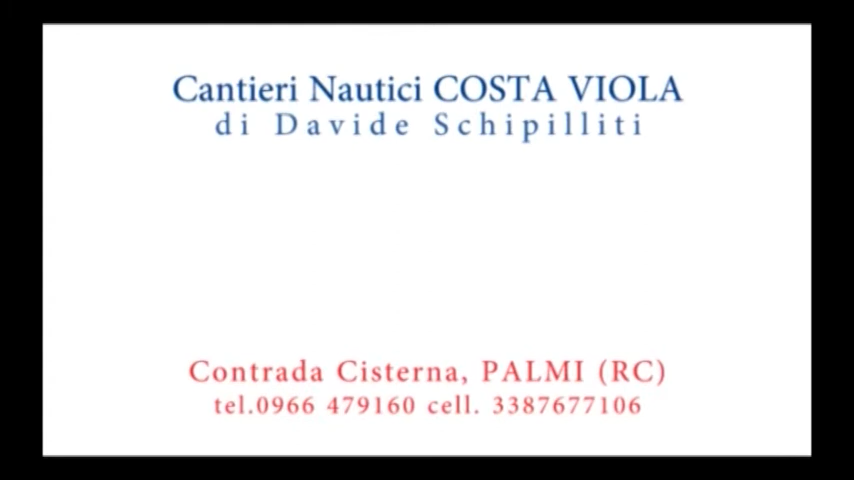 Cantieri Nautici COSTA VIOLA
di Davide Schipilliti
Contrada Cisterna, PALMI (RC)
tel.0966 479160 cell. 3387677106